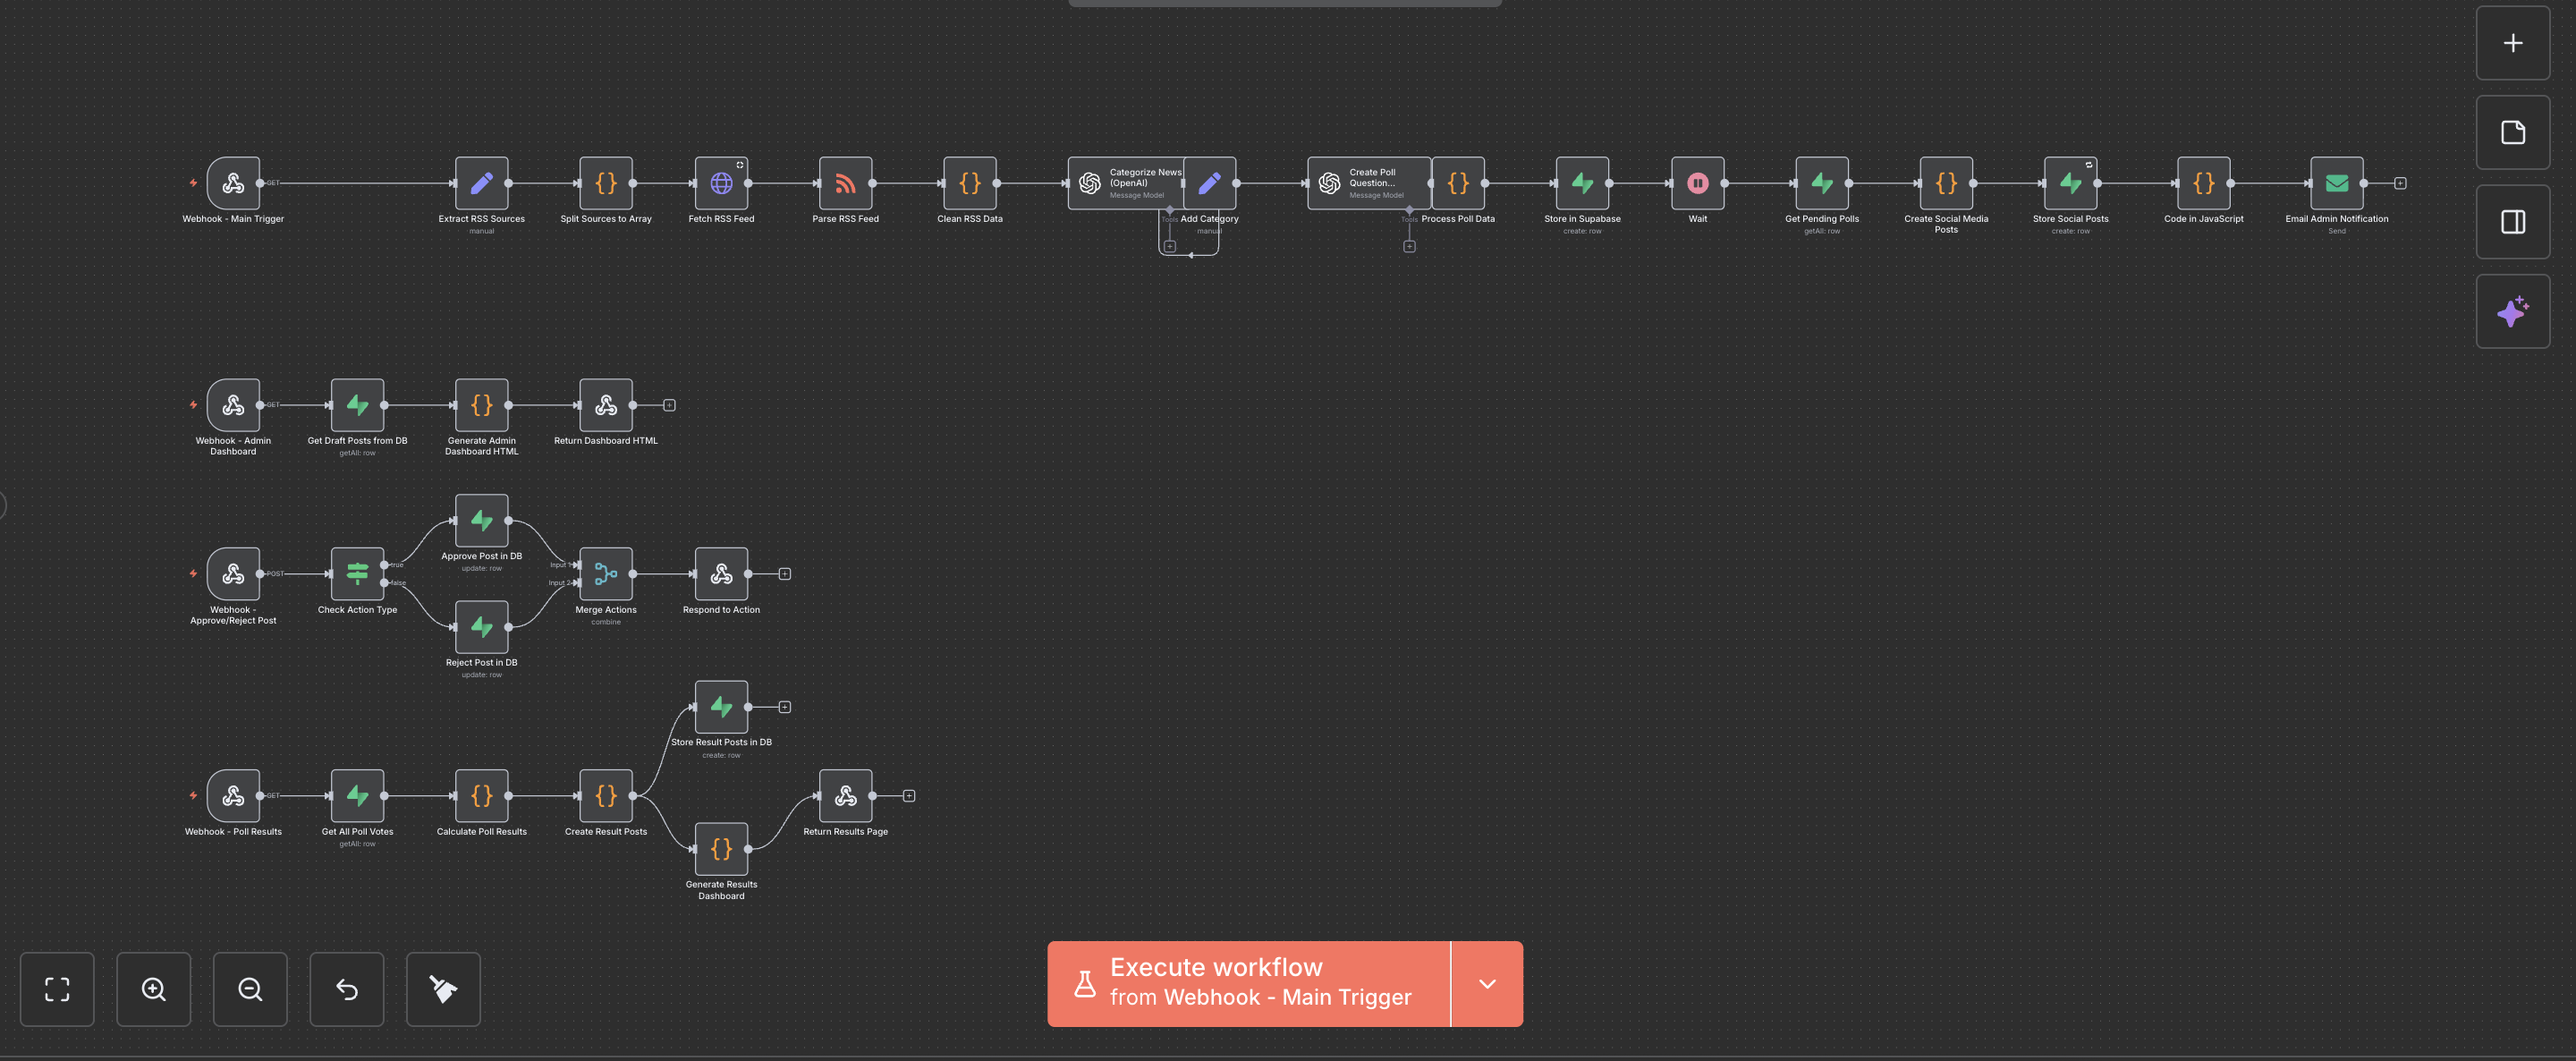 GET
Webhook - Main Trigger
Extract RSS Sources
manual
Split Sources to Array
Fetch RSS Feed
Parse RSS Feed
Clean RSS Data
Categorize News
(OpenAI)
Message Model
Tools
Add Category
manual
Create Poll
Question...
Message Model
Tools
Process Poll Data
Store in Supabase
create: row
Wait
Get Pending Polls
getAll: row
Create Social Media
Posts
Store Social Posts
create: row
Code in JavaScript
Email Admin Notification
Send
GET
Webhook - Admin
Dashboard
Get Draft Posts from DB
getAll: row
Generate Admin
Dashboard HTML
Return Dashboard HTML
POST
Webhook -
Approve/Reject Post
true
false
Check Action Type
Approve Post in DB
update: row
Reject Post in DB
update: row
Input 1
Input 2
Merge Actions
combine
Respond to Action
GET
Webhook - Poll Results
Get All Poll Votes
getAll: row
Calculate Poll Results
Create Result Posts
Store Result Posts in DB
create: row
Generate Results
Dashboard
Return Results Page
Execute workflow
from Webhook - Main Trigger